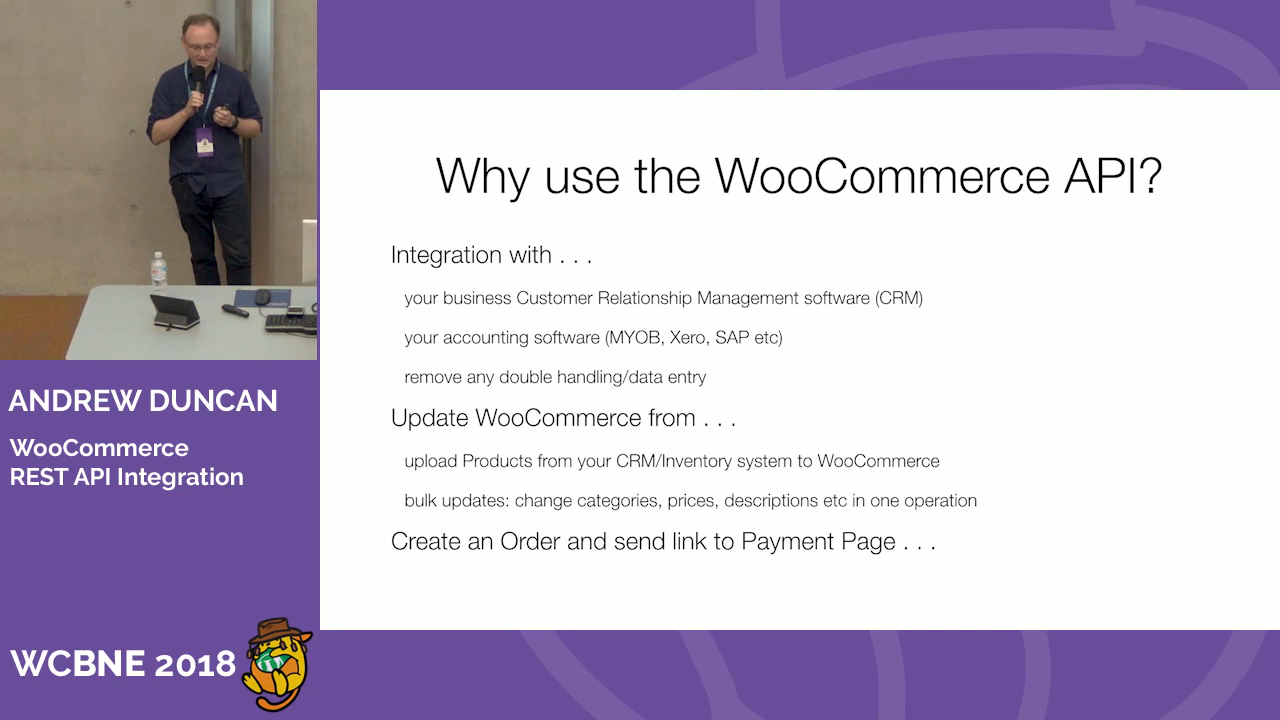 Why use the WooCommerce API?
Integration with . . .
your business Customer Relationship Management software (CRM)
your accounting software (MYOB, Xero, SAP etc)
remove any double handling/data entry
Update WooCommerce from . . .
upload Products from your CRM/Inventory system to WooCommerce
bulk updates: change categories, prices, descriptions etc in one operation
Create an Order and send link to Payment Page . . .
ANDREW DUNCAN
WooCommerce
REST API Integration
WCBNE 2018